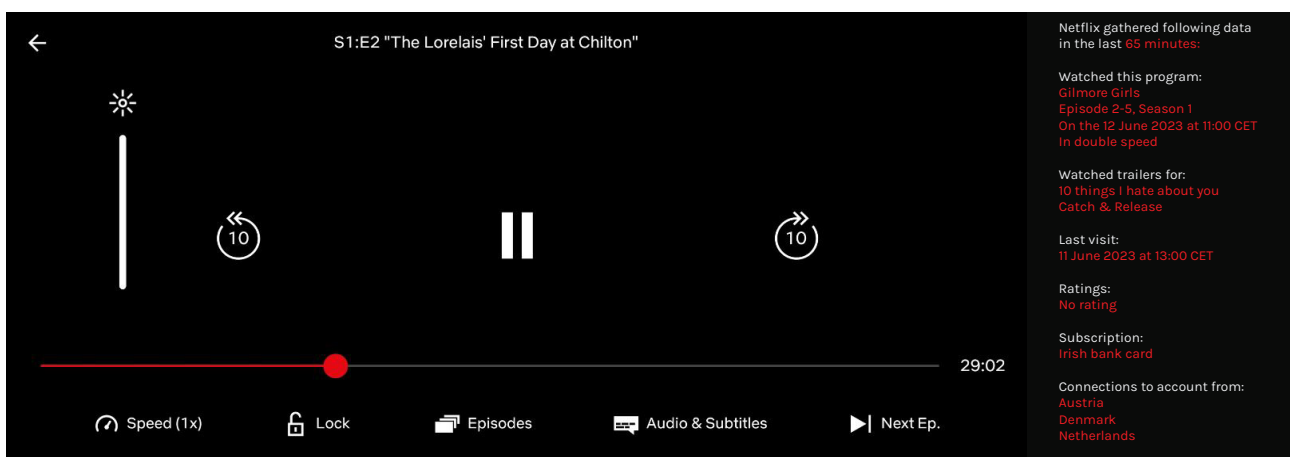 S1:E2 "The Lorelais' First Day at Chilton"
10
10
29:02
Speed (1x)
Lock
Episodes
Audio & Subtitles
Next Ep.
Netflix gathered following data
in the last 65 minutes:
Watched this program:
Gilmore Girls
Episode 2-5, Season 1
On the 12 June 2023 at 11:00 CET
In double speed
Watched trailers for:
10 things I hate about you
Catch & Release
Last visit:
11 June 2023 at 13:00 CET
Ratings:
No rating
Subscription:
Irish bank card
Connections to account from:
Austria
Denmark
Netherlands